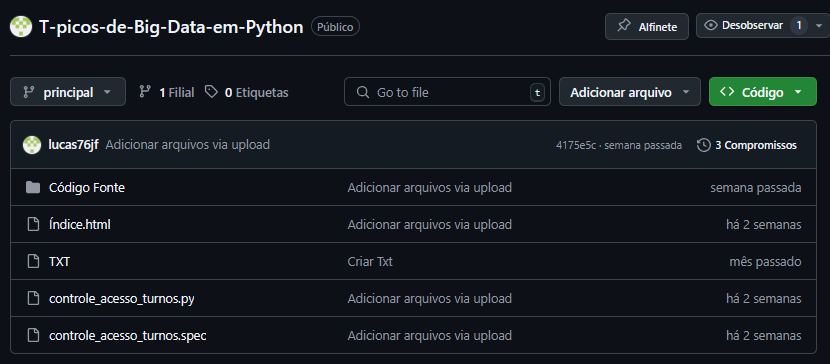 T-picos-de-Big-Data-em-Python Público Alfinete Desobservar 1
principal 1 Filial 0 Etiquetas Go to file t Adicionar arquivo Código
lucas76jf Adicionar arquivos via upload 4175e5c · semana passada 3 Compromissos
Código Fonte Adicionar arquivos via upload semana passada
Índice.html Adicionar arquivos via upload há 2 semanas
TXT Criar Txt mês passado
controle_acesso_turnos.py Adicionar arquivos via upload há 2 semanas
controle_acesso_turnos.spec Adicionar arquivos via upload há 2 semanas